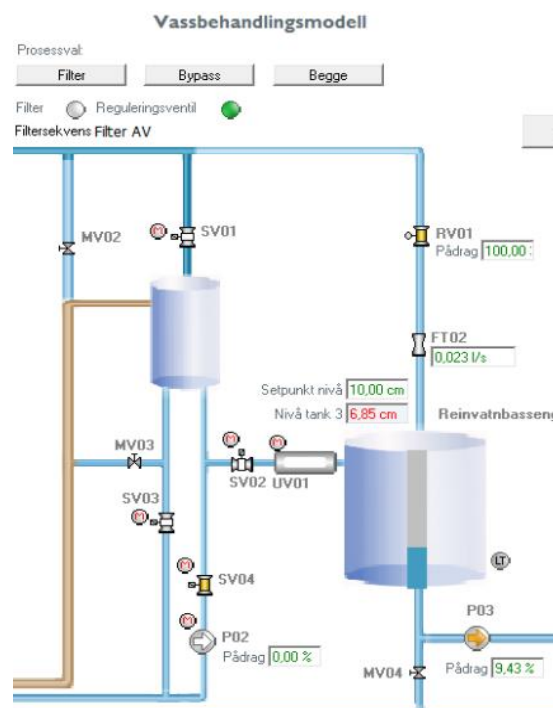 Vassbehandlingsmodell
Prosessval:
Filter
Bypass
Begge
Filter
Reguleringsventil
Filtersekvens Filter AV
MV02
M
SV01
RV01
Pådrag 100,00
FT02
0,023 l/s
Setpunkt nivå 10,00 cm
Nivå tank 3 6,85 cm
Reinvatnbasseng
MV03
M
M
SV02
UV01
SV03
M
LT
M
SV04
M
P02
Pådrag 0,00 %
P03
MV04
Pådrag 9,43 %